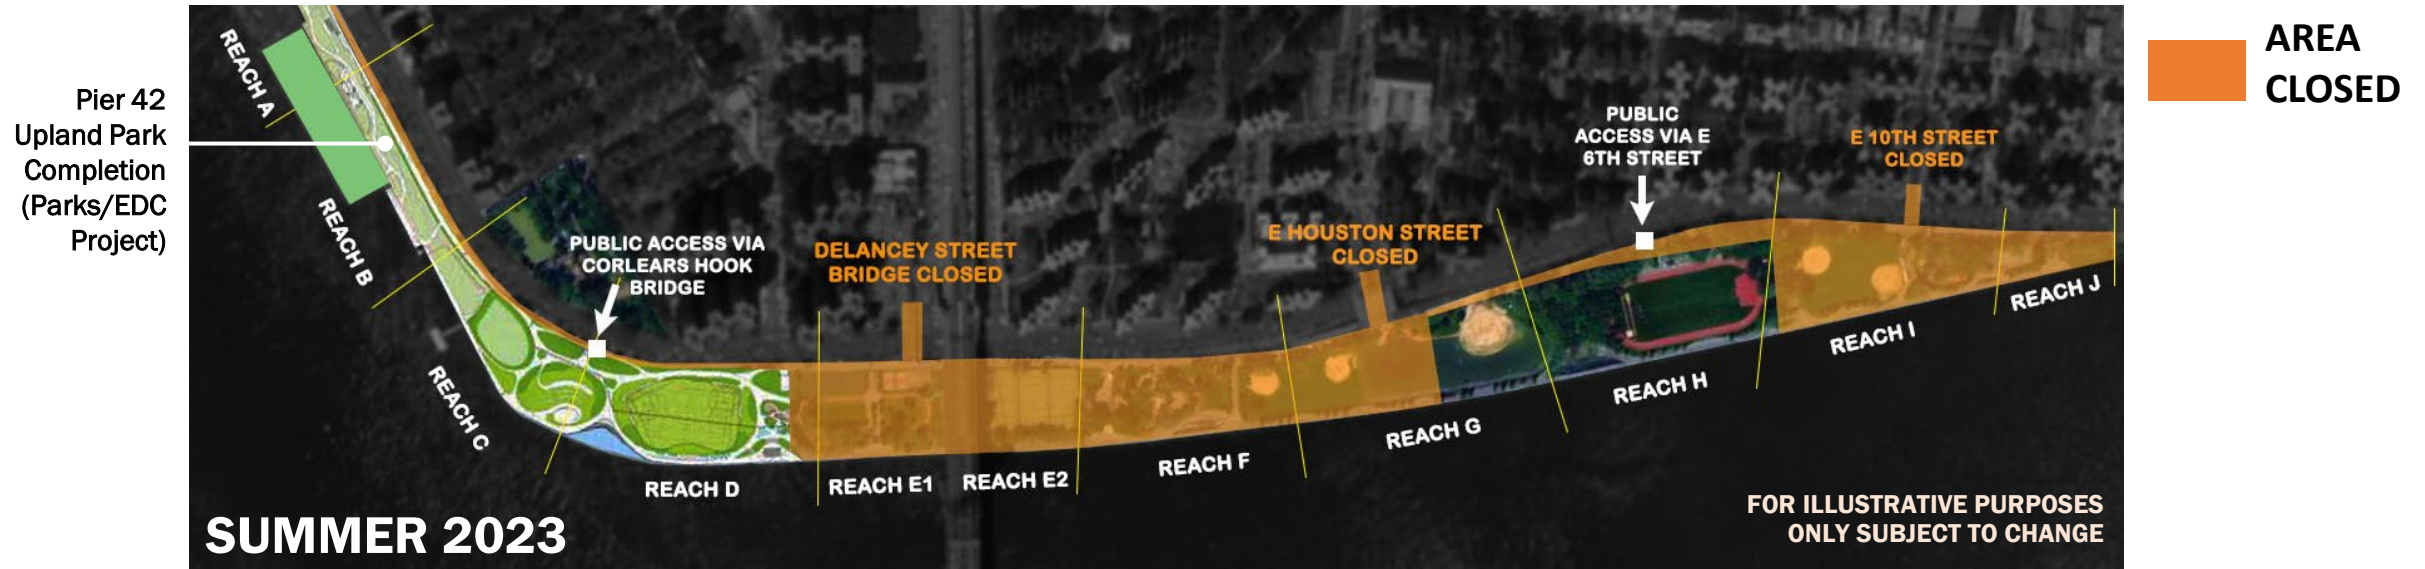 Pier 42
Upland Park
Completion
(Parks/EDC
Project)
REACH A
REACH B
REACH C
PUBLIC ACCESS VIA
CORLEARS HOOK
BRIDGE
REACH D
DELANCEY STREET
BRIDGE CLOSED
REACH E1
REACH E2
REACH F
E HOUSTON STREET
CLOSED
REACH G
PUBLIC
ACCESS VIA E
6TH STREET
REACH H
E 10TH STREET
CLOSED
REACH I
REACH J
SUMMER 2023
FOR ILLUSTRATIVE PURPOSES
ONLY SUBJECT TO CHANGE
AREA
CLOSED